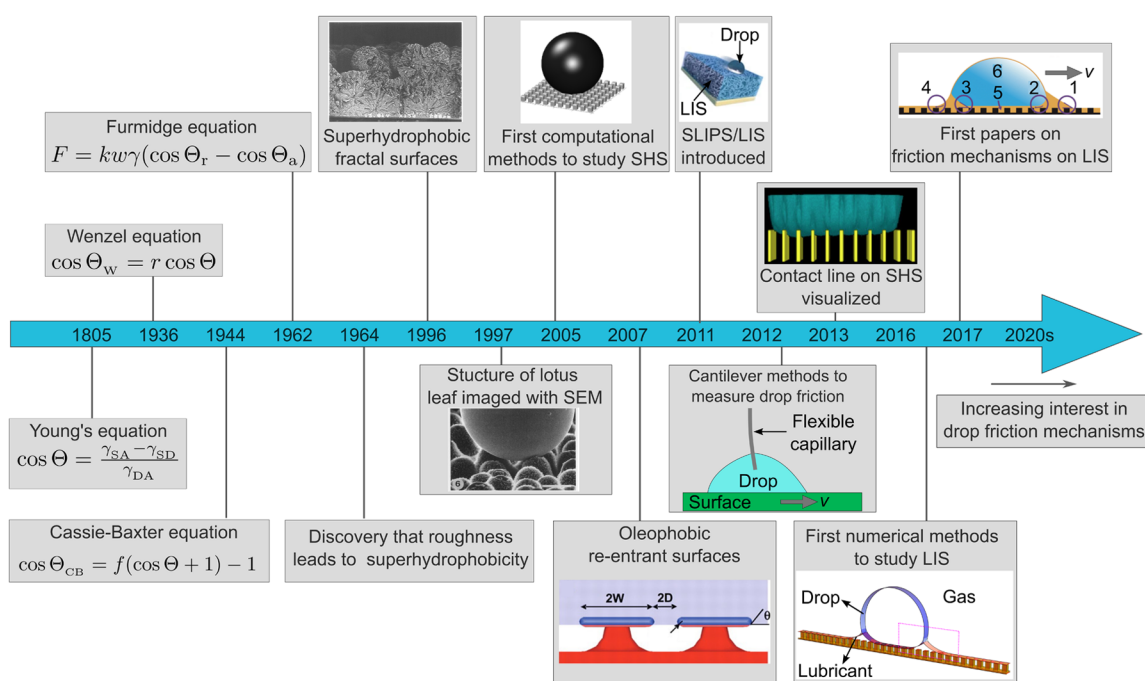 Furmidge equation
F = kwγ(cos Θr − cos Θa)
Superhydrophobic
fractal surfaces
First computational
methods to study SHS
Drop
LIS
SLIPS/LIS
introduced
4 3 6 5 2 1 v
First papers on
friction mechanisms on LIS
Wenzel equation
cos ΘW = r cos Θ
Contact line on SHS
visualized
1805 1936 1944 1962 1964 1996 1997 2005 2007 2011 2012 2013 2016 2017 2020s
Young's equation
cos Θ = (γSA − γSD) / γDA
Stucture of lotus
leaf imaged with SEM
6
Cantilever methods to
measure drop friction
Flexible
capillary
Drop
Surface v
Increasing interest in
drop friction mechanisms
Cassie-Baxter equation
cos ΘCB = f(cos Θ + 1) − 1
Discovery that roughness
leads to superhydrophobicity
Oleophobic
re-entrant surfaces
2W 2D
θ
First numerical methods
to study LIS
Drop Gas
Lubricant